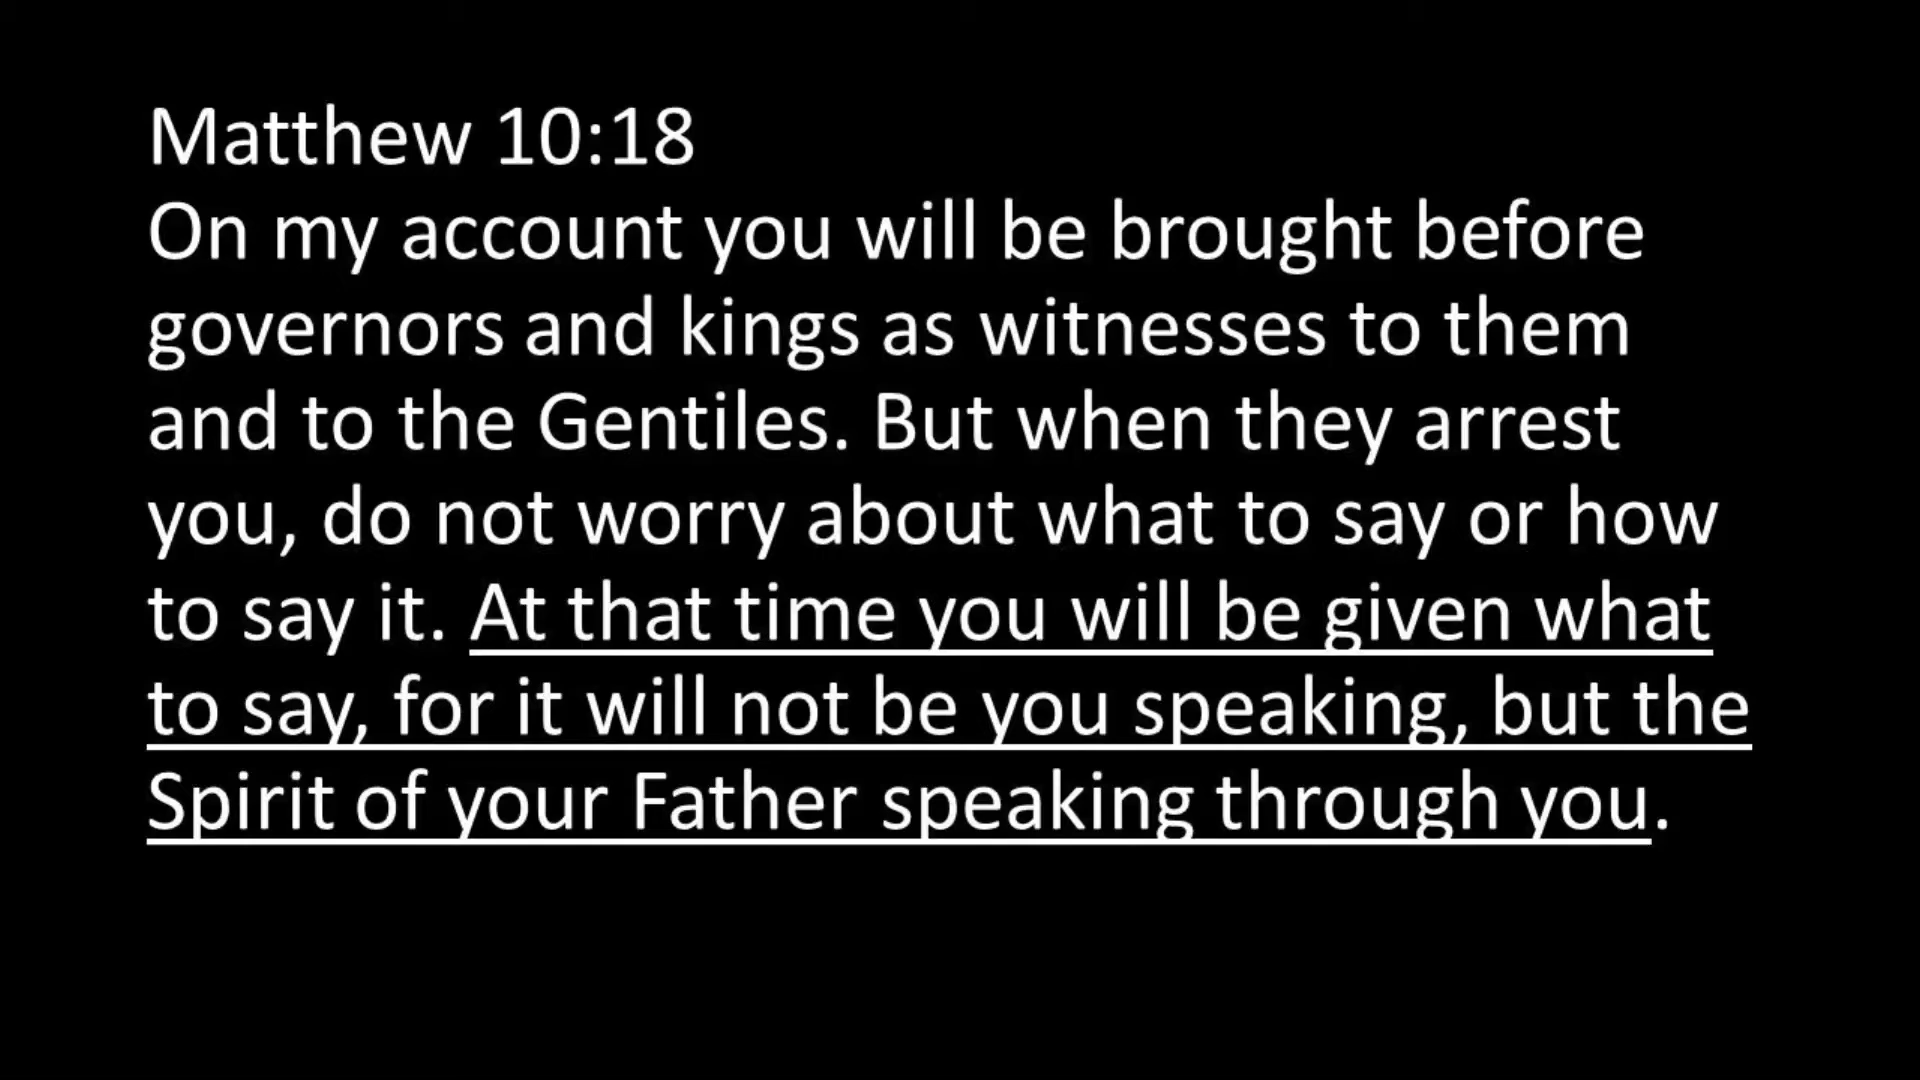 Matthew 10:18
On my account you will be brought before
governors and kings as witnesses to them
and to the Gentiles. But when they arrest
you, do not worry about what to say or how
to say it. At that time you will be given what
to say, for it will not be you speaking, but the
Spirit of your Father speaking through you.